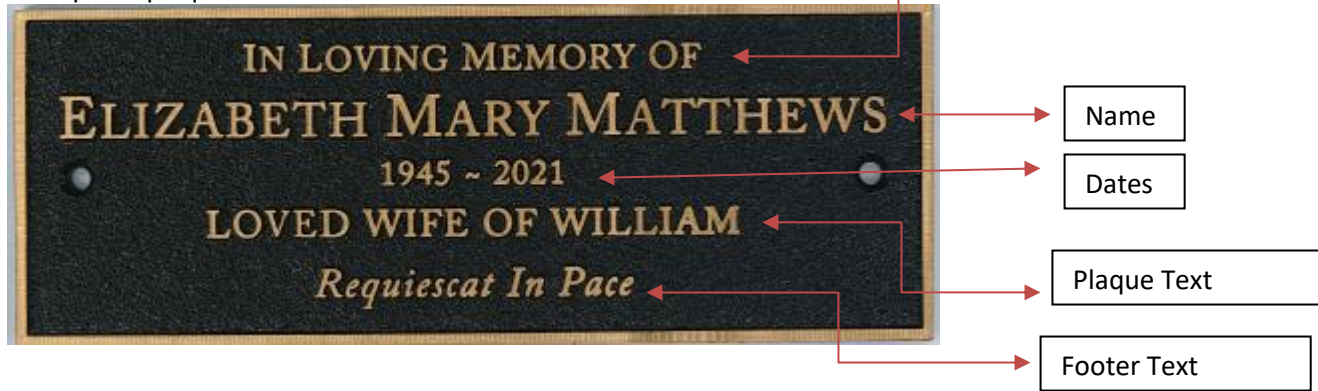 IN LOVING MEMORY OF
ELIZABETH MARY MATTHEWS
1945 ~ 2021
LOVED WIFE OF WILLIAM
Requiescat In Pace
Name
Dates
Plaque Text
Footer Text